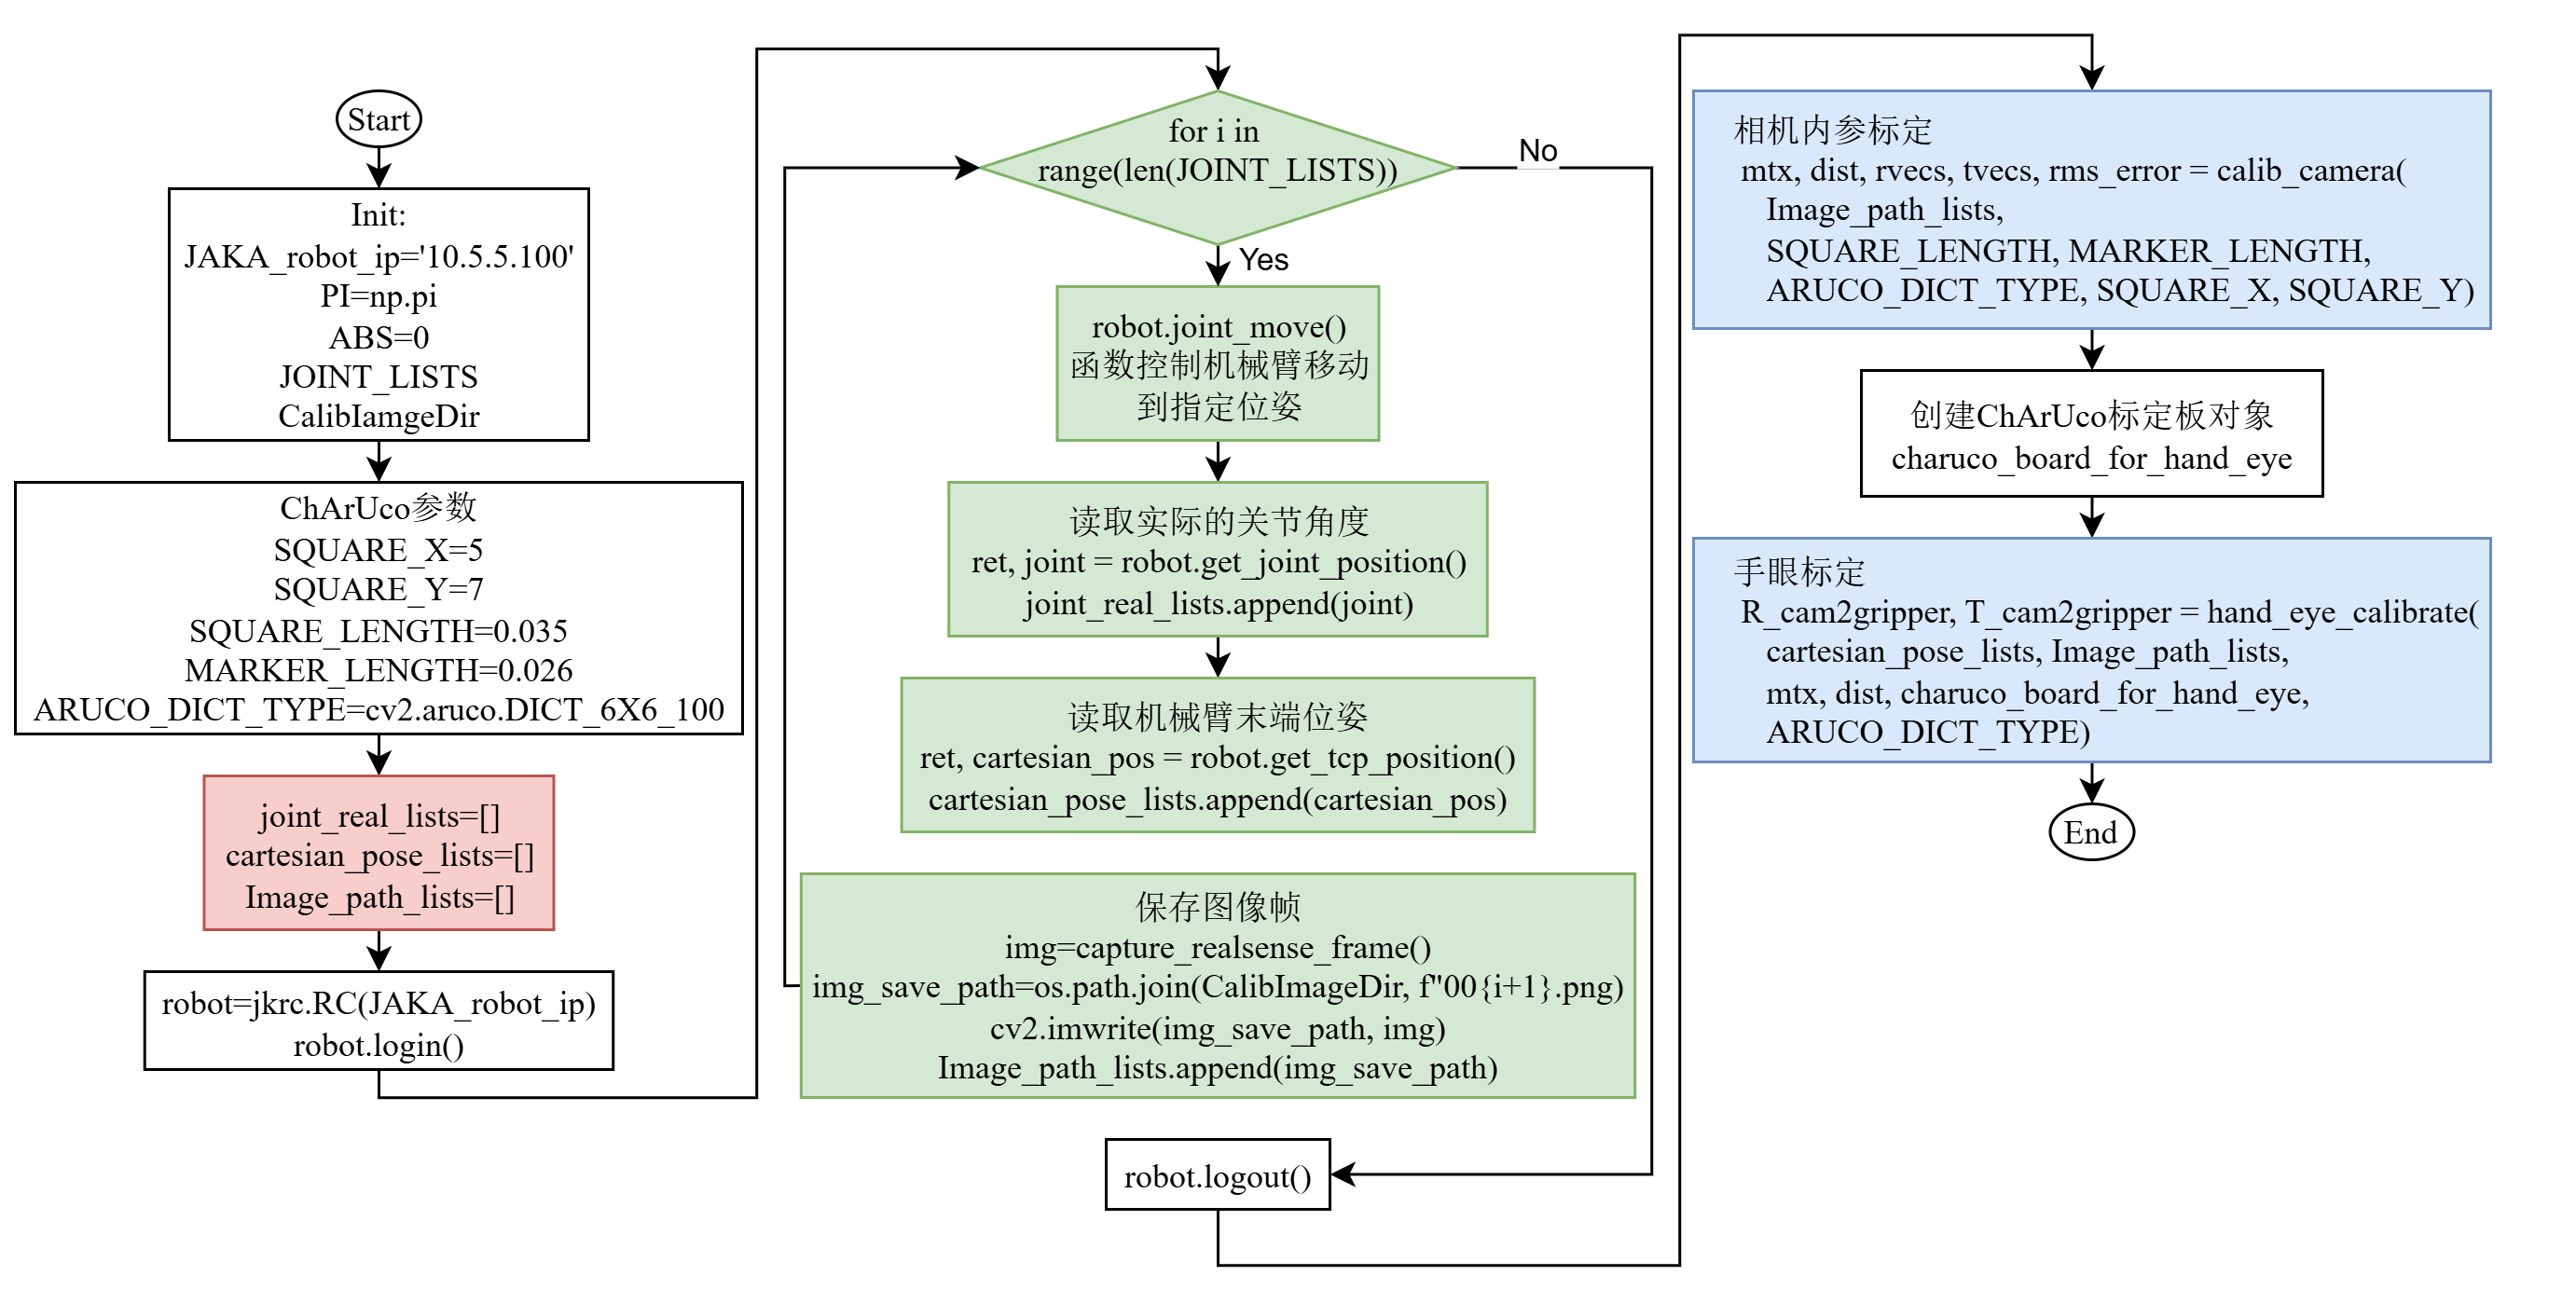 Start
Init:
JAKA_robot_ip='10.5.5.100'
PI=np.pi
ABS=0
JOINT_LISTS
CalibIamgeDir
ChArUco参数
SQUARE_X=5
SQUARE_Y=7
SQUARE_LENGTH=0.035
MARKER_LENGTH=0.026
ARUCO_DICT_TYPE=cv2.aruco.DICT_6X6_100
joint_real_lists=[]
cartesian_pose_lists=[]
Image_path_lists=[]
robot=jkrc.RC(JAKA_robot_ip)
robot.login()
for i in
range(len(JOINT_LISTS))
No
Yes
robot.joint_move()
函数控制机械臂移动
到指定位姿
读取实际的关节角度
ret, joint = robot.get_joint_position()
joint_real_lists.append(joint)
读取机械臂末端位姿
ret, cartesian_pos = robot.get_tcp_position()
cartesian_pose_lists.append(cartesian_pos)
保存图像帧
img=capture_realsense_frame()
img_save_path=os.path.join(CalibImageDir, f"00{i+1}.png)
cv2.imwrite(img_save_path, img)
Image_path_lists.append(img_save_path)
robot.logout()
相机内参标定
mtx, dist, rvecs, tvecs, rms_error = calib_camera(
Image_path_lists,
SQUARE_LENGTH, MARKER_LENGTH,
ARUCO_DICT_TYPE, SQUARE_X, SQUARE_Y)
创建ChArUco标定板对象
charuco_board_for_hand_eye
手眼标定
R_cam2gripper, T_cam2gripper = hand_eye_calibrate(
cartesian_pose_lists, Image_path_lists,
mtx, dist, charuco_board_for_hand_eye,
ARUCO_DICT_TYPE)
End